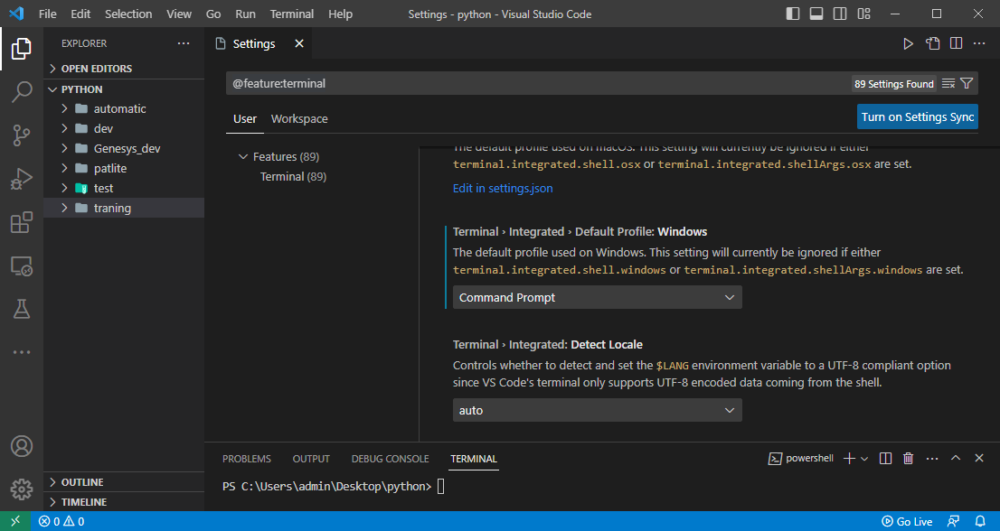 File Edit Selection View Go Run Terminal Help Settings - python - Visual Studio Code
EXPLORER
OPEN EDITORS
PYTHON
automatic
dev
Genesys_dev
patlite
test
traning
OUTLINE
TIMELINE
Settings
@feature:terminal
89 Settings Found
User Workspace
Turn on Settings Sync
Features (89)
Terminal (89)
The default profile used on macOS. This setting will currently be ignored if either
terminal.integrated.shell.osx or terminal.integrated.shellArgs.osx are set.
Edit in settings.json
Terminal › Integrated › Default Profile: Windows
The default profile used on Windows. This setting will currently be ignored if either
terminal.integrated.shell.windows or terminal.integrated.shellArgs.windows are set.
Command Prompt
Terminal › Integrated: Detect Locale
Controls whether to detect and set the $LANG environment variable to a UTF-8 compliant option
since VS Code's terminal only supports UTF-8 encoded data coming from the shell.
auto
PROBLEMS OUTPUT DEBUG CONSOLE TERMINAL
powershell
PS C:\Users\admin\Desktop\python>
0 0
Go Live